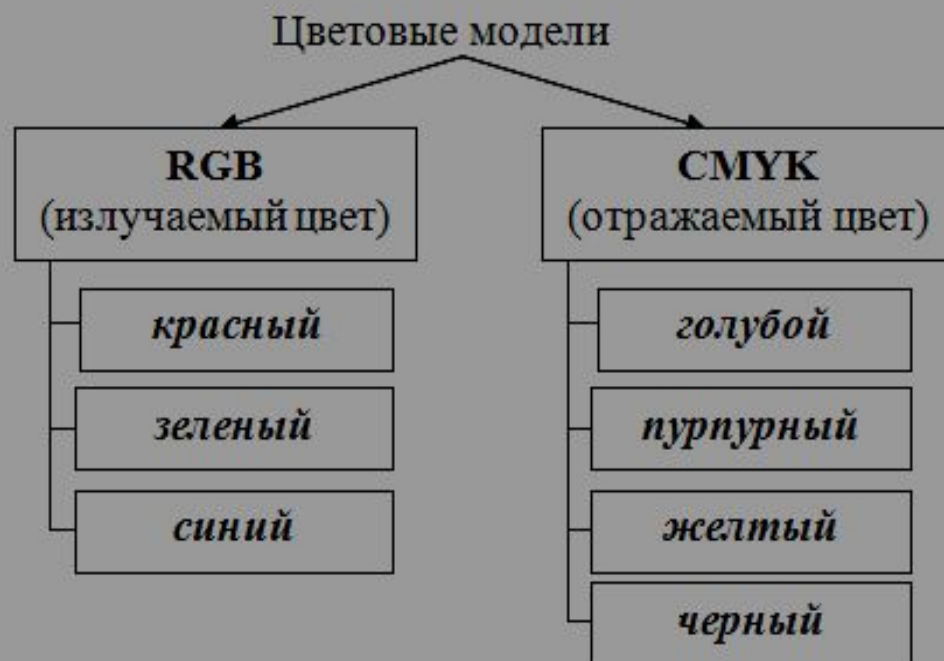 Цветовые модели
RGB
(излучаемый цвет)
красный
зеленый
синий
CMYK
(отражаемый цвет)
голубой
пурпурный
желтый
черный